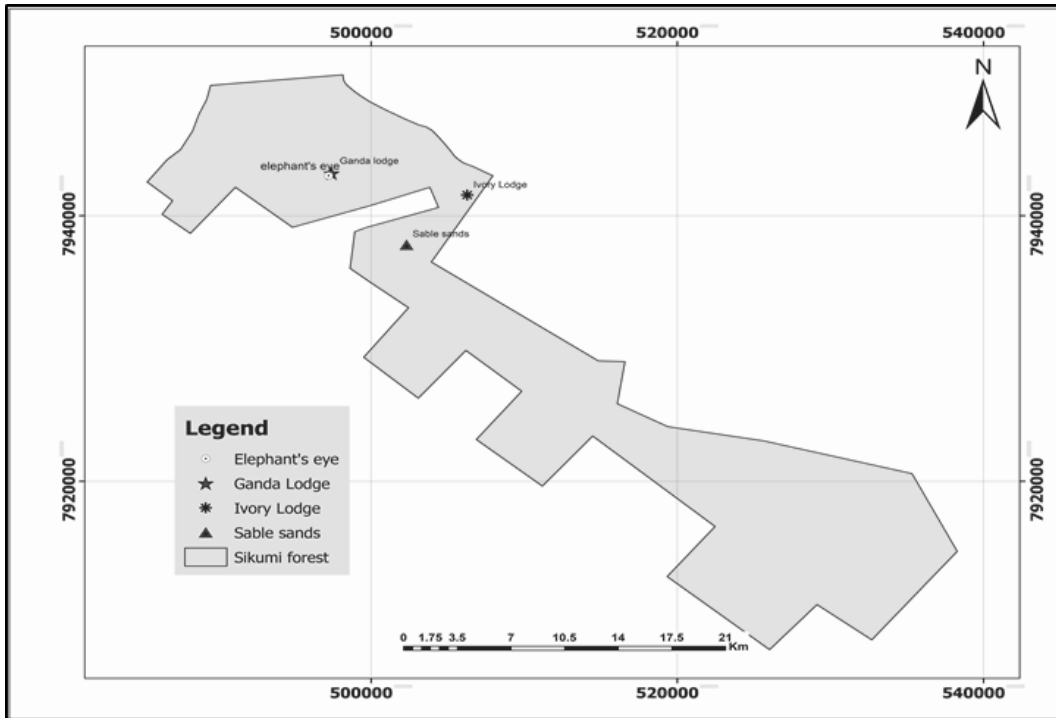 500000 520000 540000
N
elephant's eye
Ganda lodge
Ivory Lodge
7940000 7940000
Sable sands
Legend
Elephant's eye
Ganda Lodge
Ivory Lodge
Sable sands
Sikumi forest
7920000 7920000
0 1.75 3.5 7 10.5 14 17.5 21
Km
500000 520000 540000